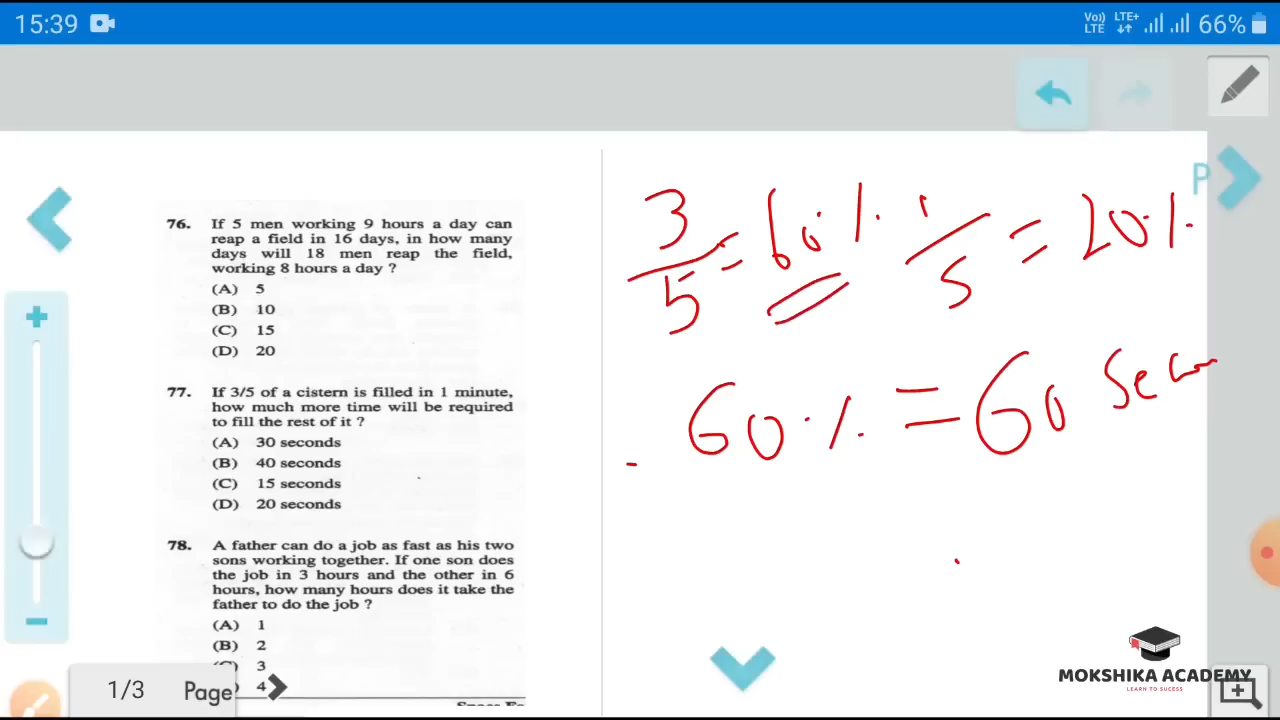 15:39
Vo)) LTE LTE+ 66%
P
76. If 5 men working 9 hours a day can
reap a field in 16 days, in how many
days will 18 men reap the field,
working 8 hours a day ?
(A) 5
(B) 10
(C) 15
(D) 20
77. If 3/5 of a cistern is filled in 1 minute,
how much more time will be required
to fill the rest of it ?
(A) 30 seconds
(B) 40 seconds
(C) 15 seconds
(D) 20 seconds
78. A father can do a job as fast as his two
sons working together. If one son does
the job in 3 hours and the other in 6
hours, how many hours does it take the
father to do the job ?
(A) 1
(B) 2
3
4
1/3 Page
3/5 = 60% 1/5 = 20%
60% = 60 Secon
MOKSHIKA ACADEMY
LEARN TO SUCESS